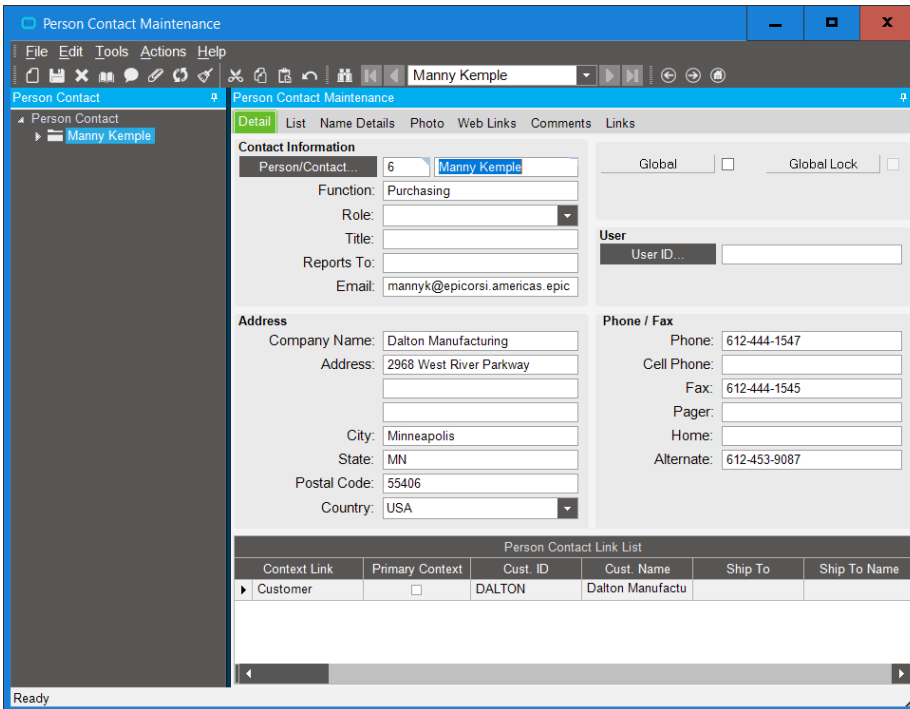 Person Contact Maintenance
File Edit Tools Actions Help
Manny Kemple
Person Contact
Person Contact Maintenance
Person Contact
Manny Kemple
Detail List Name Details Photo Web Links Comments Links
Contact Information
Person/Contact... 6 Manny Kemple
Function: Purchasing
Role:
Title:
Reports To:
Email: mannyk@epicorsi.americas.epic
Global Global Lock
User
User ID...
Address
Company Name: Dalton Manufacturing
Address: 2968 West River Parkway
City: Minneapolis
State: MN
Postal Code: 55406
Country: USA
Phone / Fax
Phone: 612-444-1547
Cell Phone:
Fax: 612-444-1545
Pager:
Home:
Alternate: 612-453-9087
Person Contact Link List
Context Link Primary Context Cust. ID Cust. Name Ship To Ship To Name
Customer DALTON Dalton Manufactu
Ready